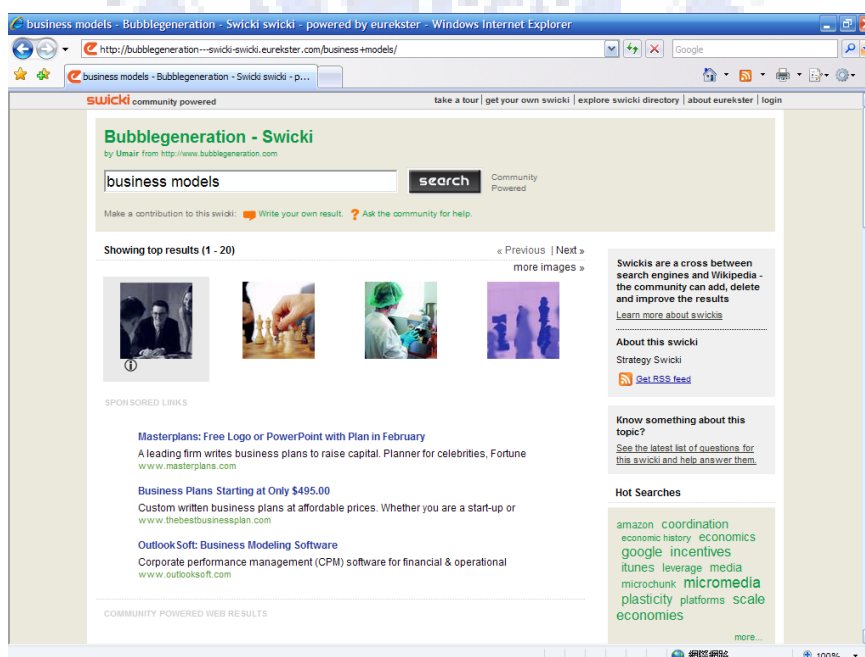 business models - Bubblegeneration - Swicki swicki - powered by eurekster - Windows Internet Explorer
http://bubblegeneration---swicki-swicki.eurekster.com/business+models/
Google
business models - Bubblegeneration - Swicki swicki - p...
swicki community powered
take a tour | get your own swicki | explore swicki directory | about eurekster | login
Bubblegeneration - Swicki
by Umair from http://www.bubblegeneration.com
business models
search
Community
Powered
Make a contribution to this swicki: Write your own result. ? Ask the community for help.
Showing top results (1 - 20)
« Previous | Next »
more images »
SPONSORED LINKS
Masterplans: Free Logo or PowerPoint with Plan in February
A leading firm writes business plans to raise capital. Planner for celebrities, Fortune
www.masterplans.com
Business Plans Starting at Only $495.00
Custom written business plans at affordable prices. Whether you are a start-up or
www.thebestbusinessplan.com
OutlookSoft: Business Modeling Software
Corporate performance management (CPM) software for financial & operational
www.outlooksoft.com
COMMUNITY POWERED WEB RESULTS
Swickis are a cross between
search engines and Wikipedia -
the community can add, delete
and improve the results
Learn more about swickis
About this swicki
Strategy Swicki
Get RSS feed
Know something about this
topic?
See the latest list of questions for
this swicki and help answer them.
Hot Searches
amazon coordination
economic history economics
google incentives
itunes leverage media
microchunk micromedia
plasticity platforms scale
economies
more...
100%